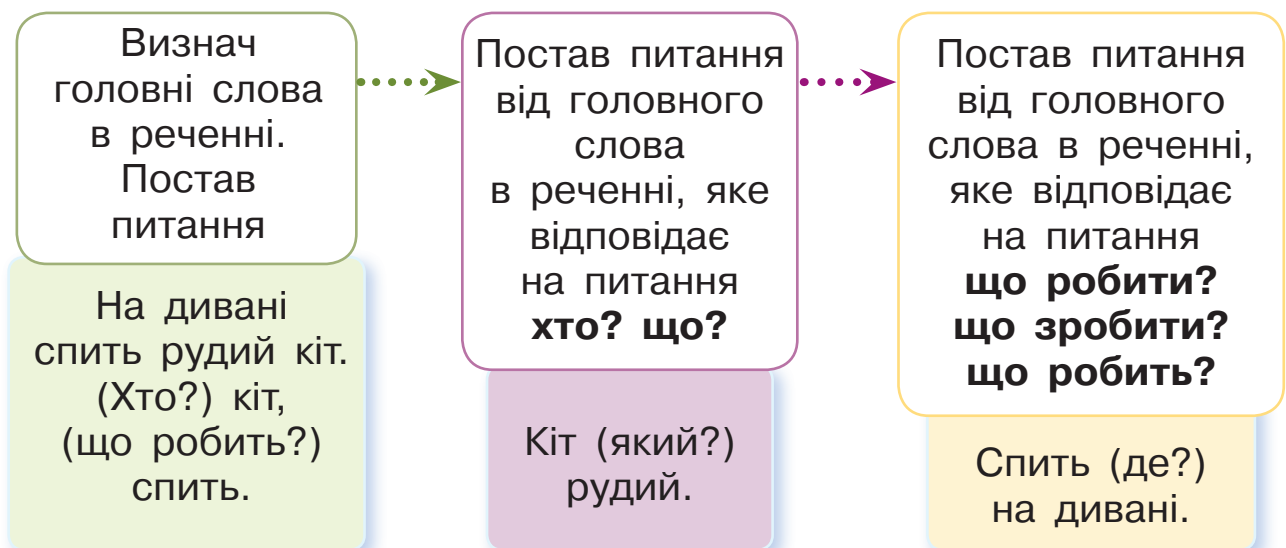 Визнач
головні слова
в реченні.
Постав
питання
На дивані
спить рудий кіт.
(Хто?) кіт,
(що робить?)
спить.
Постав питання
від головного
слова
в реченні, яке
відповідає
на питання
хто? що?
Кіт (який?)
рудий.
Постав питання
від головного
слова в реченні,
яке відповідає
на питання
що робити?
що зробити?
що робить?
Спить (де?)
на дивані.